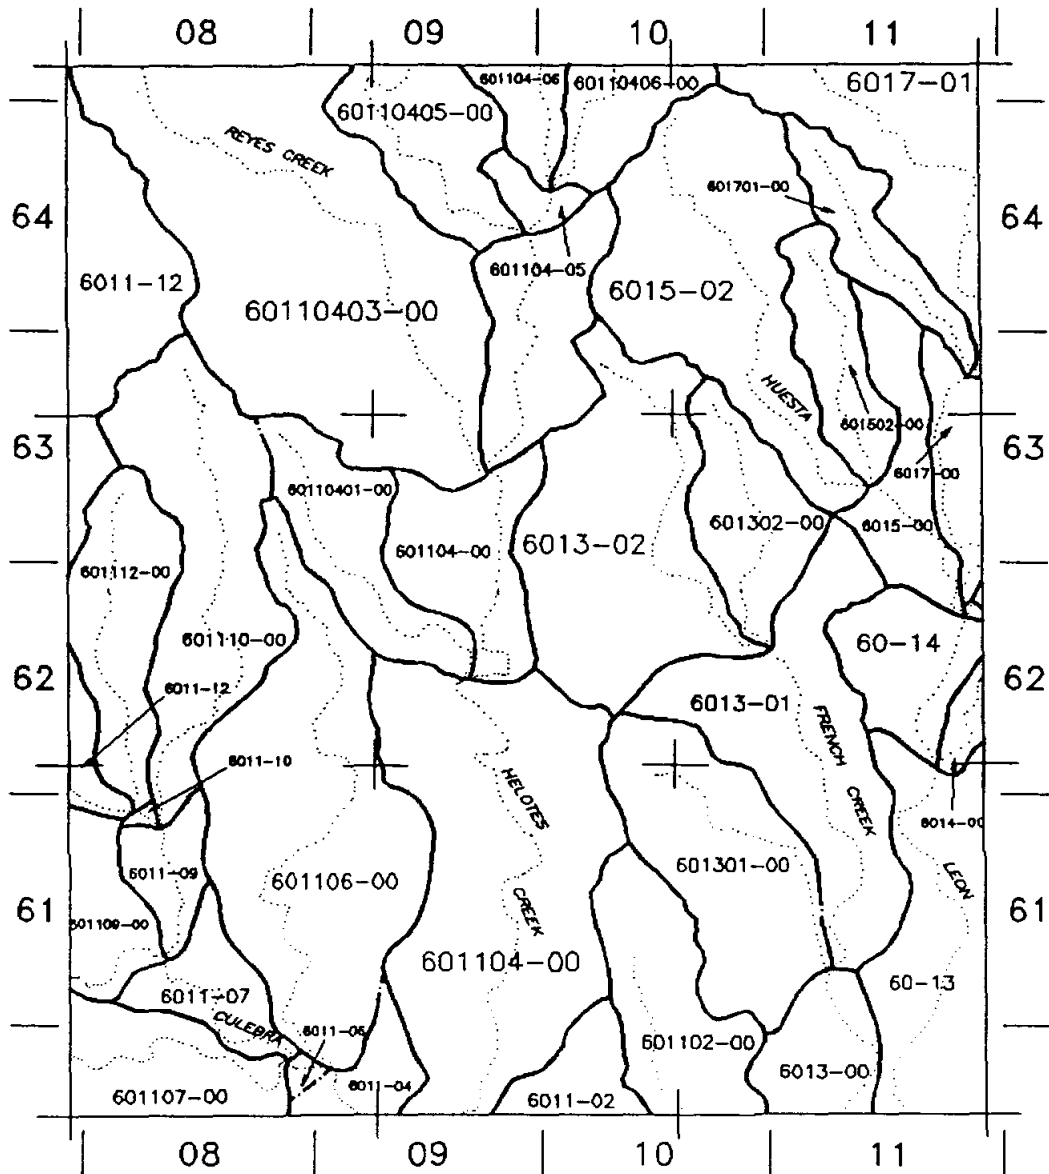 08 09 10 11
601104-06 60110406-00 6017-01
60110405-00
REYES CREEK
601701-00
64 64
6011-12 601104-05 6015-02
60110403-00
HUESTA
601502-00
63 6017-00 63
60110401-00
601302-00 6015-00
601104-00 6013-02
601112-00
601110-00 60-14
62 62
6011-12 6013-01
FRENCH CREEK
6011-10
HELOTES CREEK
6014-00
6011-09 601106-00 601301-00 LEON
61 61
601109-00
601104-00
6011-07 60-13
CULEBRA 6011-06
601102-00
6013-00
601107-00 6011-04 6011-02
08 09 10 11